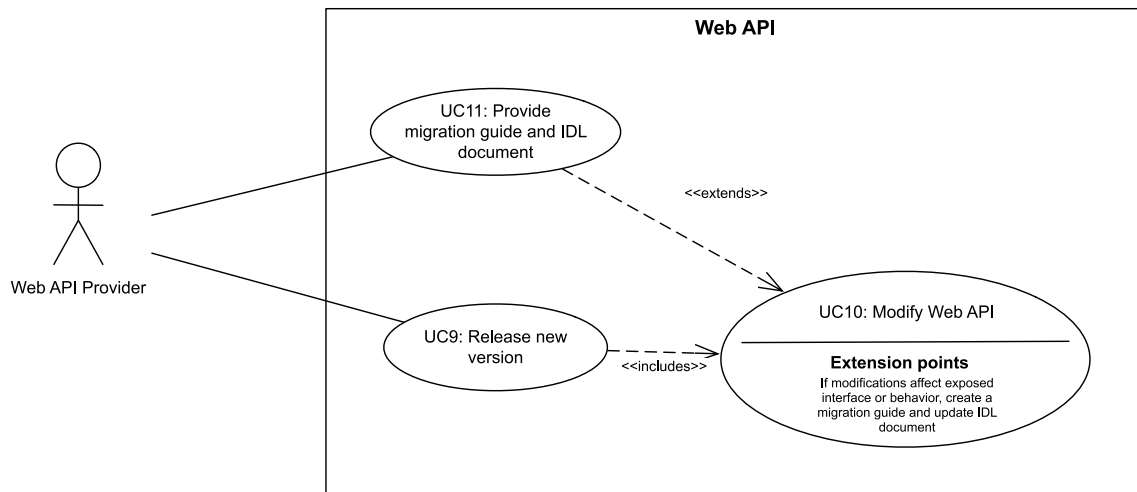 Web API
UC11: Provide
migration guide and IDL
document
<<extends>>
Web API Provider
UC10: Modify Web API
UC9: Release new
version
<<includes>>
Extension points
If modifications affect exposed
interface or behavior, create a
migration guide and update IDL
document